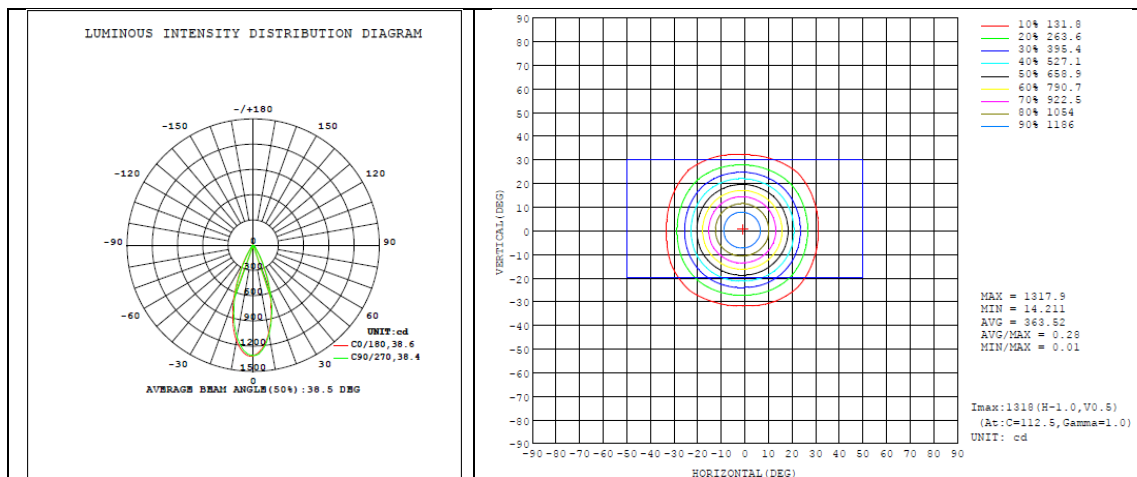 LUMINOUS INTENSITY DISTRIBUTION DIAGRAM
-/+180
-150
150
-120
120
-90
0
90
300
600
-60
900
60
UNIT:cd
1200
C0/180,38.6
-30
30
C90/270,38.4
1500
0
AVERAGE BEAM ANGLE(50%):38.5 DEG
90
80
70
60
50
40
30
20
10
0
-10
-20
-30
-40
-50
-60
-70
-80
-90
VERTICAL(DEG)
-90 -80 -70 -60 -50 -40 -30 -20 -10 0 10 20 30 40 50 60 70 80 90
HORIZONTAL(DEG)
10% 131.8
20% 263.6
30% 395.4
40% 527.1
50% 658.9
60% 790.7
70% 922.5
80% 1054
90% 1186
MAX = 1317.9
MIN = 14.211
AVG = 363.52
AVG/MAX = 0.28
MIN/MAX = 0.01
Imax:1318(H-1.0,V0.5)
(At:C=112.5,Gamma=1.0)
UNIT: cd